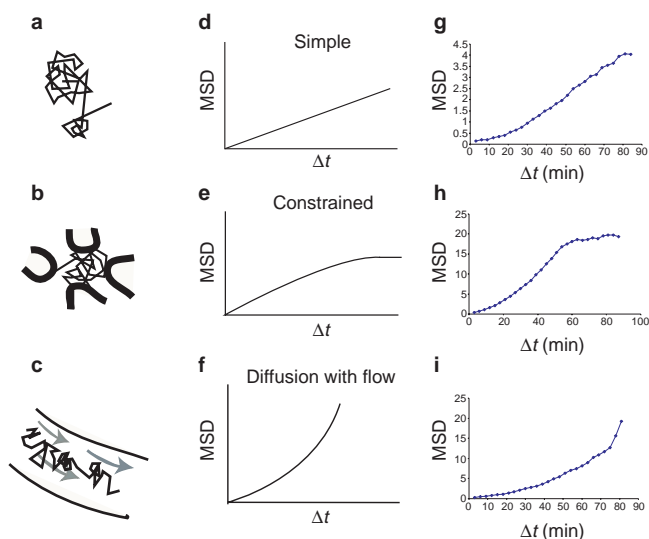 a
d
Simple
MSD
Δt
g
4.5
4
3.5
3
2.5
2
1.5
1
0.5
0
0 10 20 30 40 50 60 70 80 90
MSD
Δt (min)
b
e
Constrained
MSD
Δt
h
25
20
15
10
5
0
0 20 40 60 80 100
MSD
Δt (min)
c
f
Diffusion with flow
MSD
Δt
i
25
20
15
10
5
0
0 10 20 30 40 50 60 70 80 90
MSD
Δt (min)